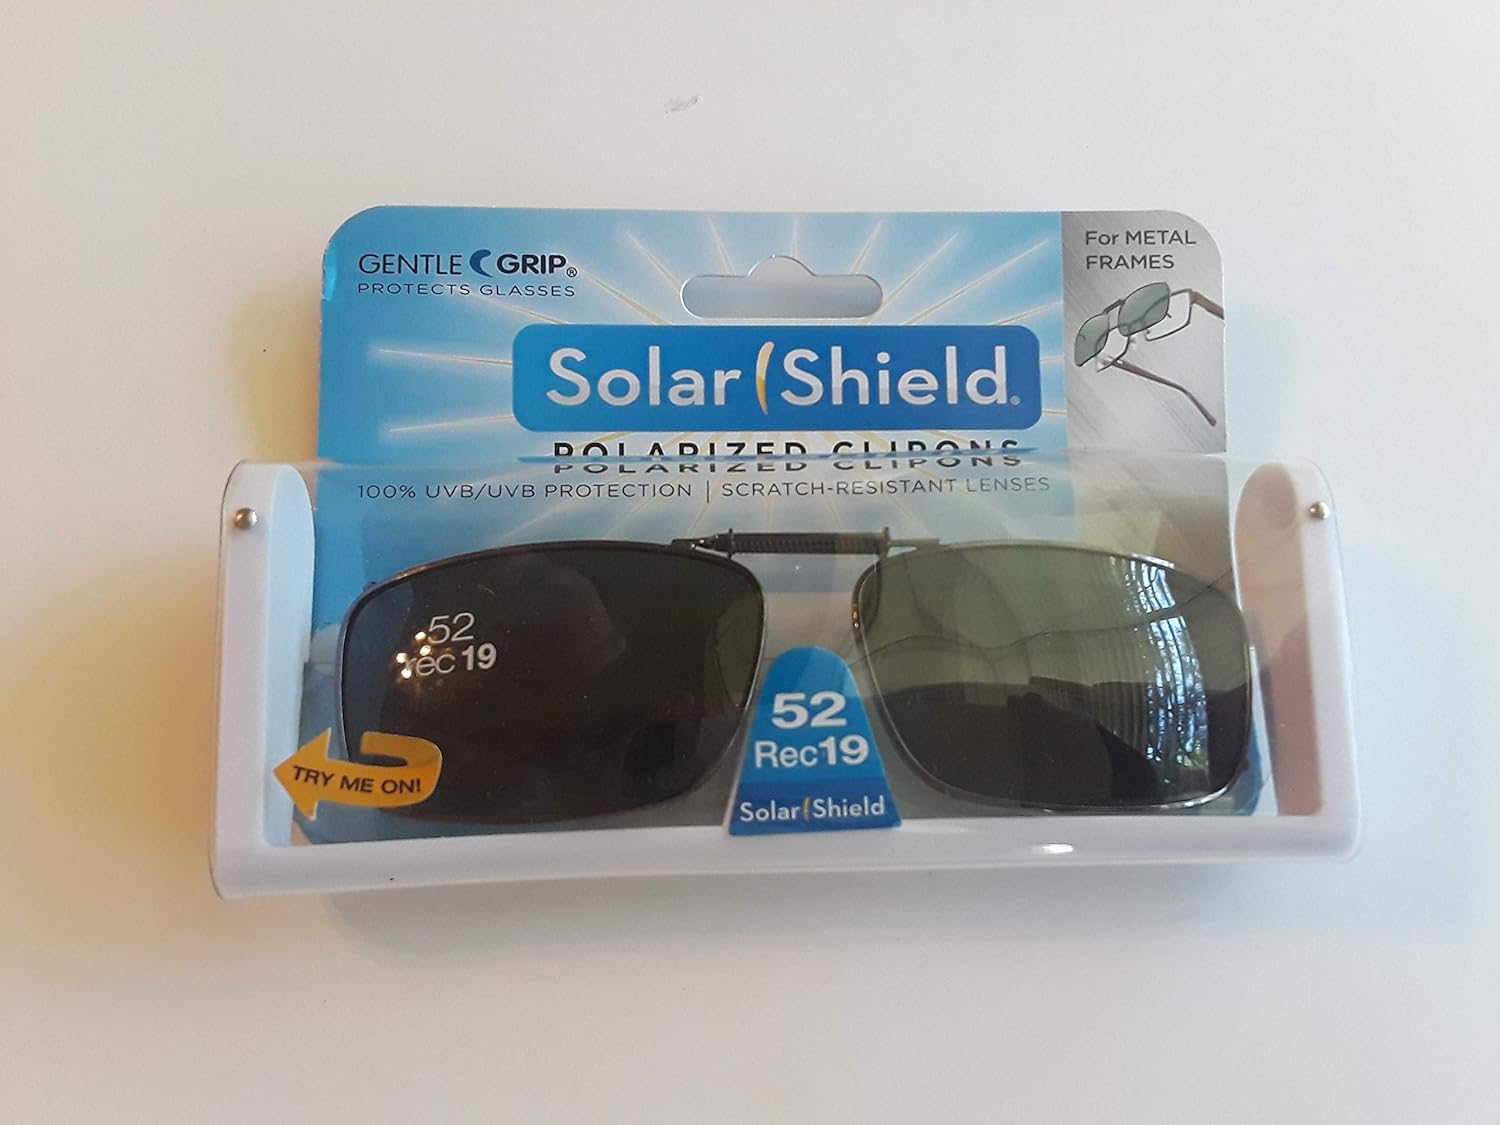 GENTLE GRIP®
PROTECTS GLASSES
For METAL
FRAMES
Solar Shield®
POLARIZED CLIPONS
100% UVB/UVB PROTECTION | SCRATCH-RESISTANT LENSES
52
rec 19
TRY ME ON!
52
Rec19
Solar Shield